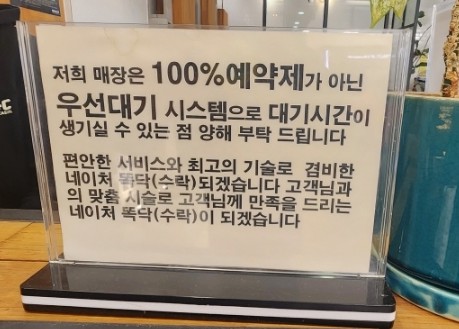 저희 매장은 100%예약제가 아닌
우선대기 시스템으로 대기시간이
생기실 수 있는 점 양해 부탁 드립니다
편안한 서비스와 최고의 기술로 겸비한
네이처 똑닥(수락)되겠습니다 고객님과
의 맞춤 시술로 고객님께 만족을 드리는
네이처 똑닥(수락)이 되겠습니다